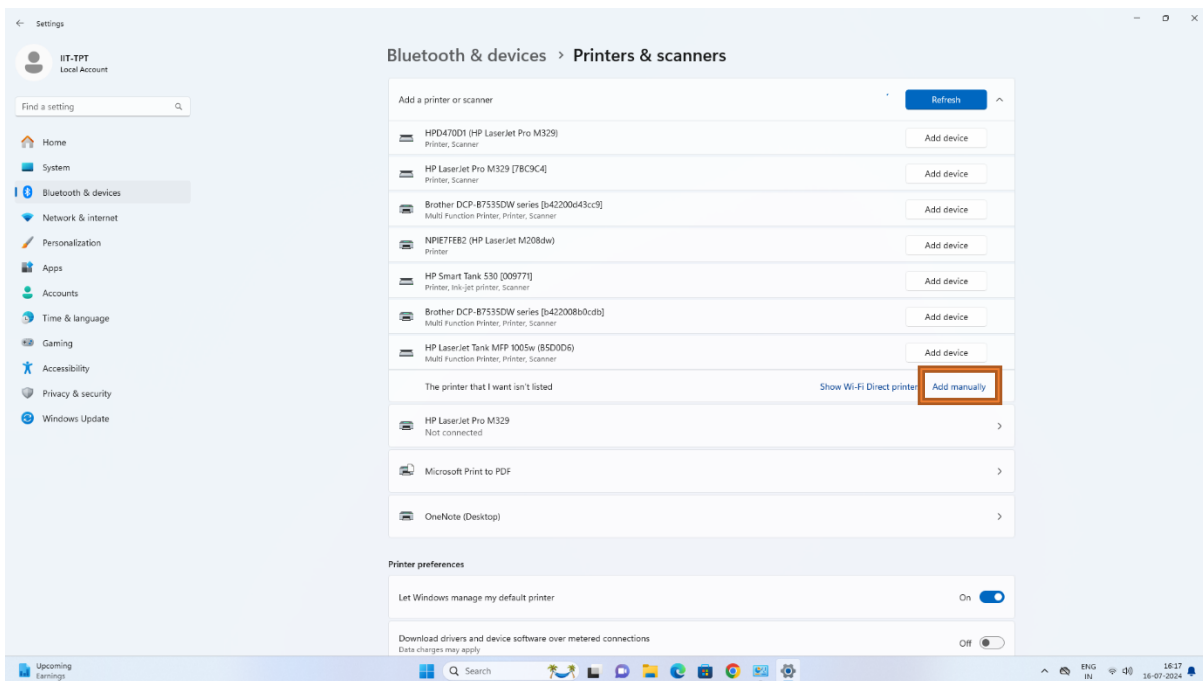 Settings
IIT-TPT
Local Account
Find a setting
Home
System
Bluetooth & devices
Network & internet
Personalization
Apps
Accounts
Time & language
Gaming
Accessibility
Privacy & security
Windows Update
Bluetooth & devices > Printers & scanners
Add a printer or scanner
Refresh
HPD470D1 (HP LaserJet Pro M329)
Printer, Scanner
Add device
HP LaserJet Pro M329 [7BC9C4]
Printer, Scanner
Add device
Brother DCP-B7535DW series [b42200d43cc9]
Multi Function Printer, Printer, Scanner
Add device
NPIE7FEB2 (HP LaserJet M208dw)
Printer
Add device
HP Smart Tank 530 [009771]
Printer, Ink-jet printer, Scanner
Add device
Brother DCP-B7535DW series [b422008b0cdb]
Multi Function Printer, Printer, Scanner
Add device
HP LaserJet Tank MFP 1005w (B5D0D6)
Multi Function Printer, Printer, Scanner
Add device
The printer that I want isn't listed
Show Wi-Fi Direct printer
Add manually
HP LaserJet Pro M329
Not connected
Microsoft Print to PDF
OneNote (Desktop)
Printer preferences
Let Windows manage my default printer
On
Download drivers and device software over metered connections
Data charges may apply
Off
Upcoming
Earnings
Search
ENG
IN
16:17
16-07-2024